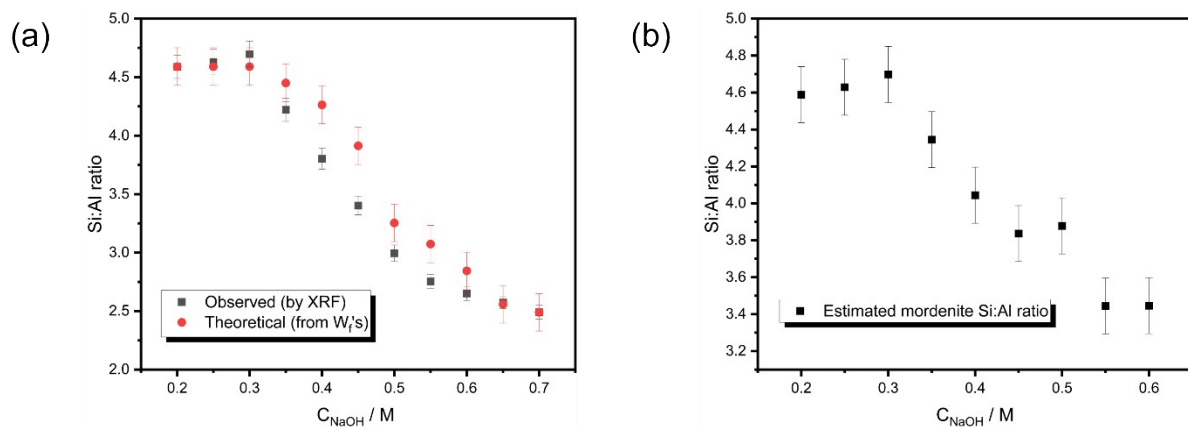 (a)
5.0
4.5
4.0
3.5
3.0
2.5
2.0
Si:Al ratio
Observed (by XRF)
Theoretical (from Wf's)
0.2 0.3 0.4 0.5 0.6 0.7
CNaOH / M
(b)
5.0
4.8
4.6
4.4
4.2
4.0
3.8
3.6
3.4
3.2
Si:Al ratio
Estimated mordenite Si:Al ratio
0.2 0.3 0.4 0.5 0.6
CNaOH / M